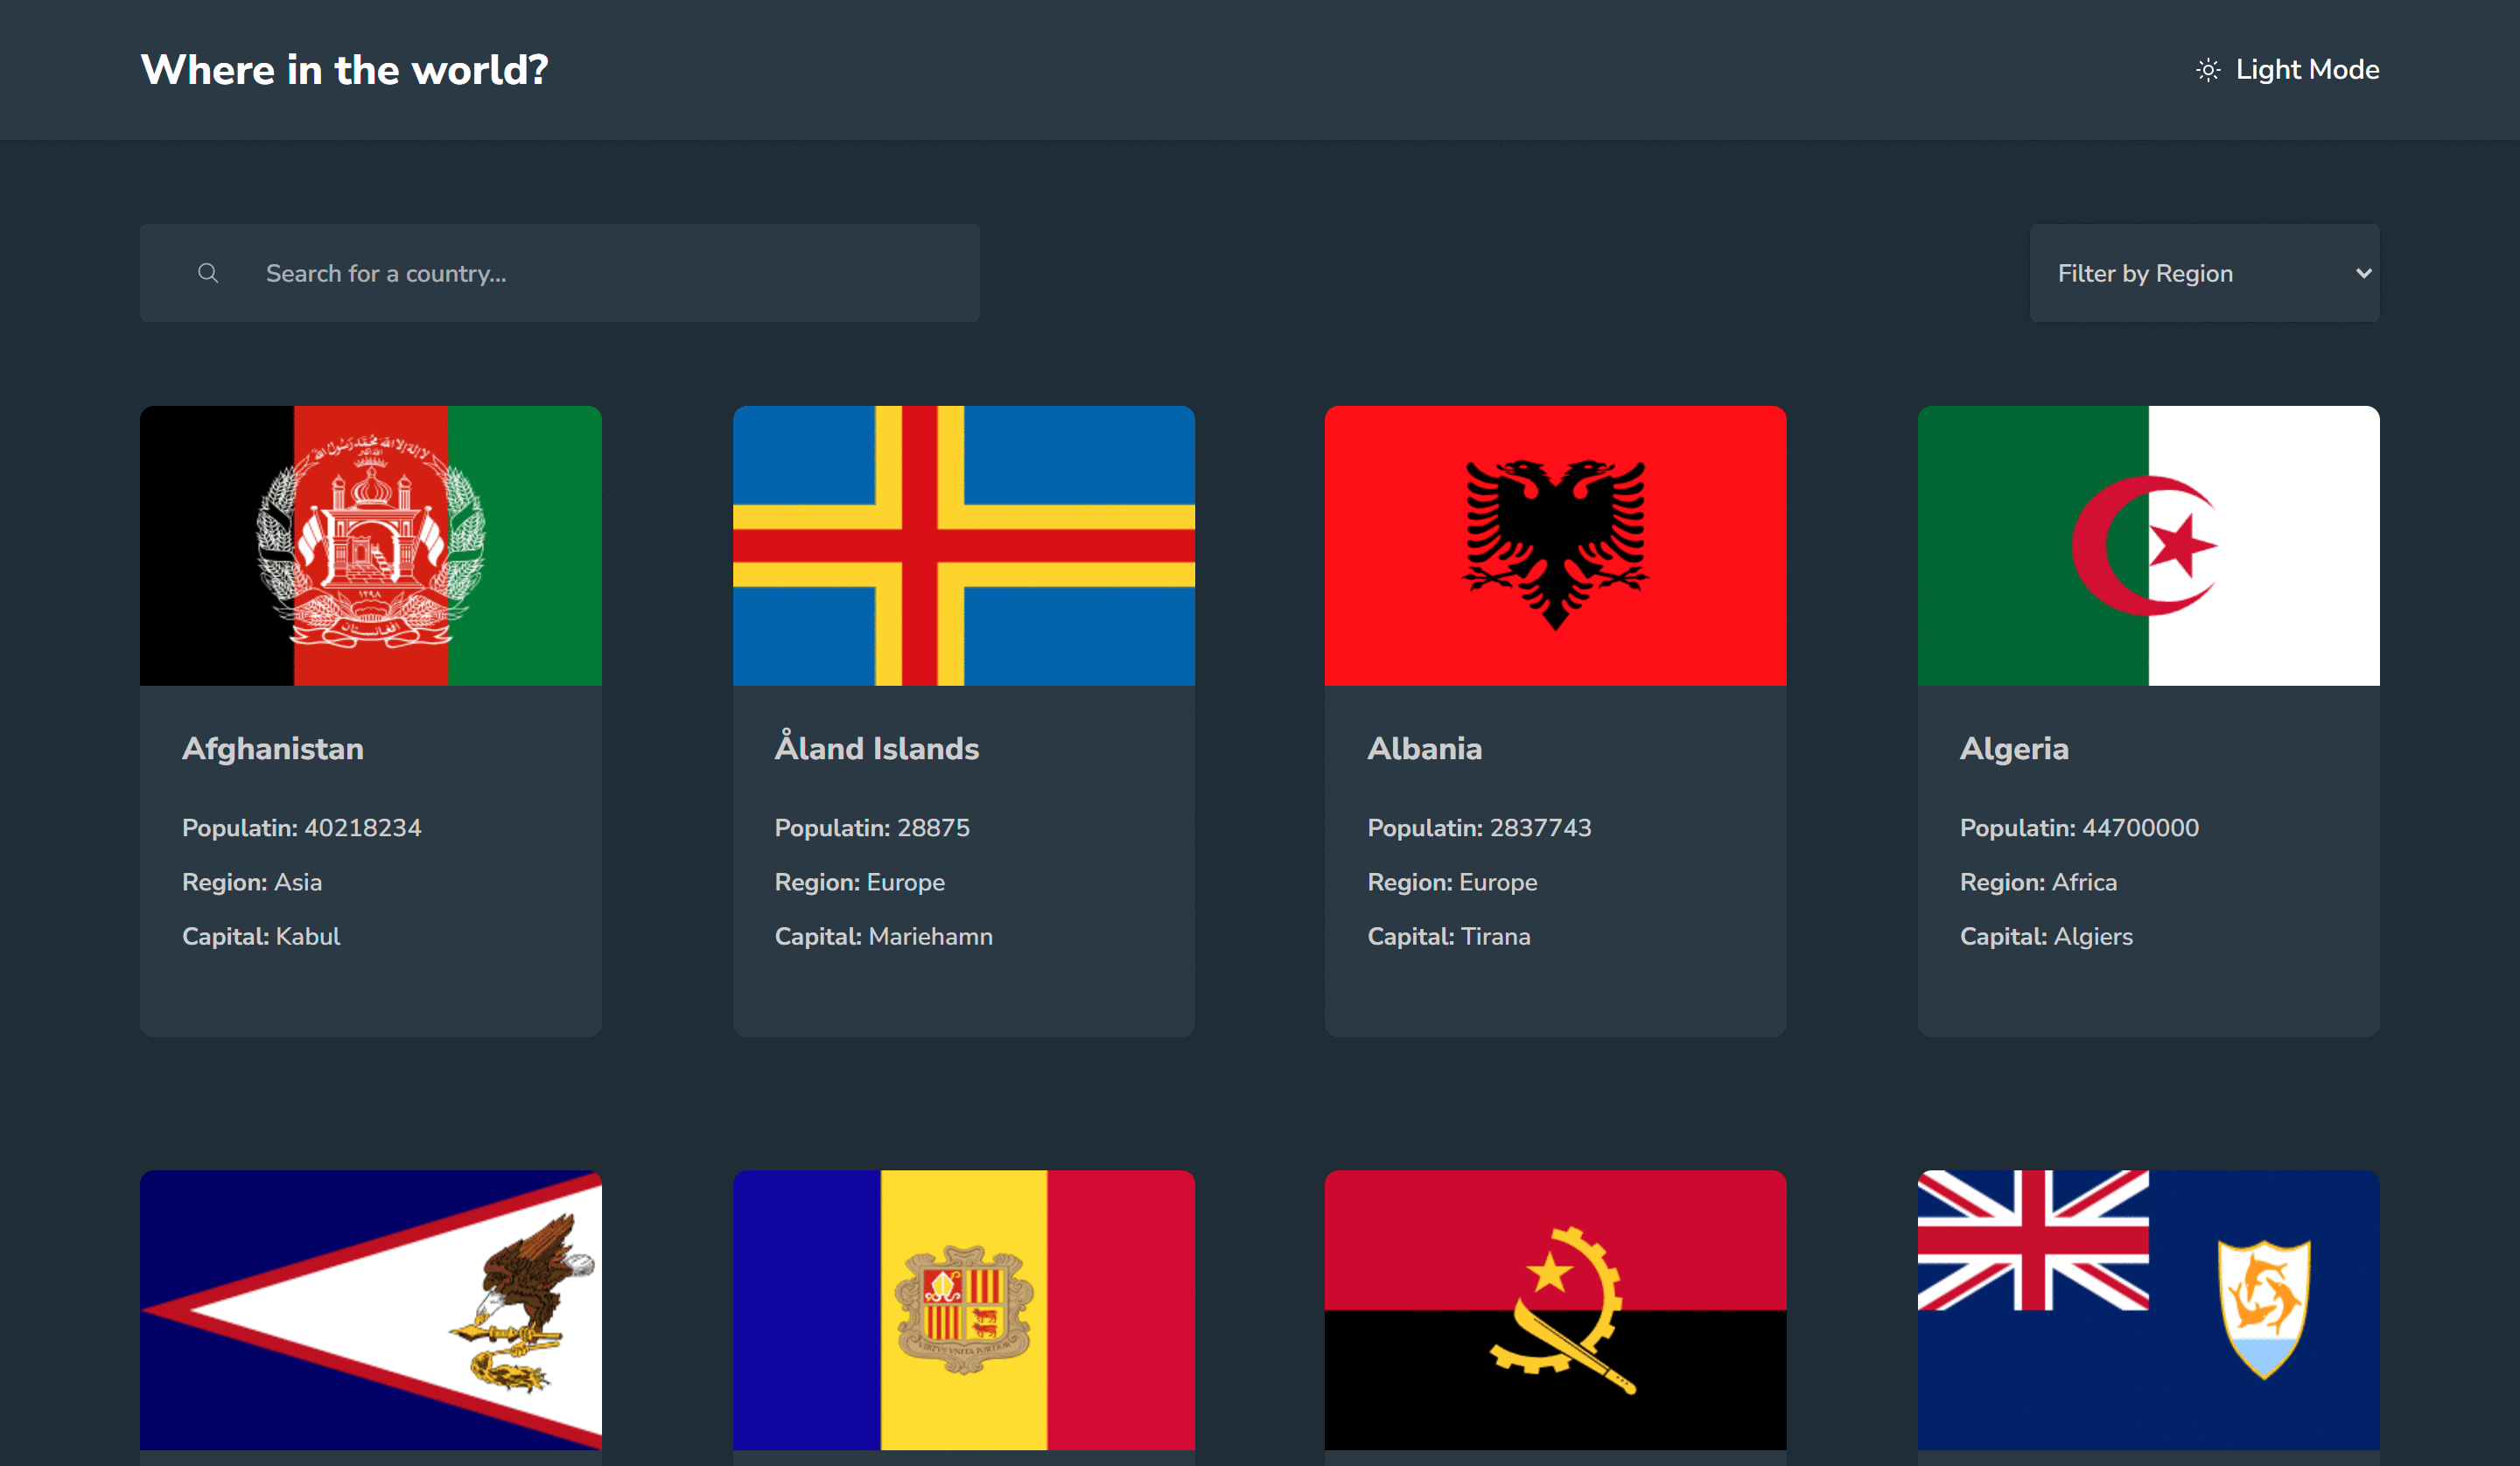 Where in the world?
Light Mode
Search for a country...
Filter by Region
Afghanistan
Populatin: 40218234
Region: Asia
Capital: Kabul
Åland Islands
Populatin: 28875
Region: Europe
Capital: Mariehamn
Albania
Populatin: 2837743
Region: Europe
Capital: Tirana
Algeria
Populatin: 44700000
Region: Africa
Capital: Algiers